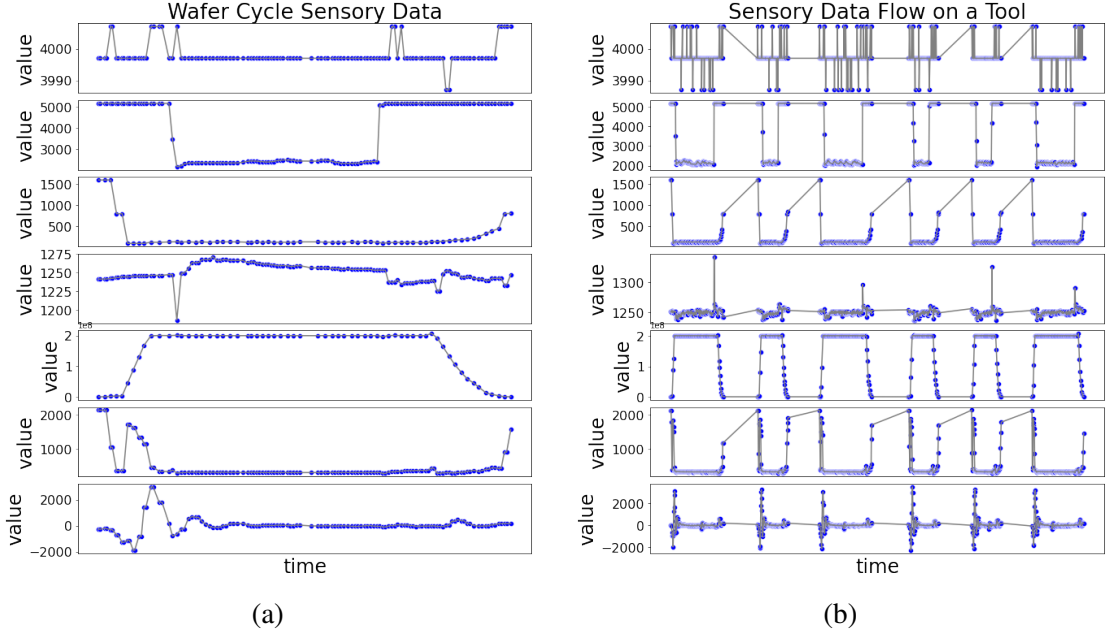 Wafer Cycle Sensory Data
value
4000
3990
value
5000
4000
3000
value
1500
1000
500
value
1275
1250
1225
1200
1e8
value
2
1
0
value
2000
1000
value
2000
0
−2000
time
(a)
Sensory Data Flow on a Tool
value
4000
3990
value
5000
4000
3000
2000
value
1500
1000
500
value
1300
1250
1e8
value
2
1
0
value
2000
1000
value
2000
0
−2000
time
(b)